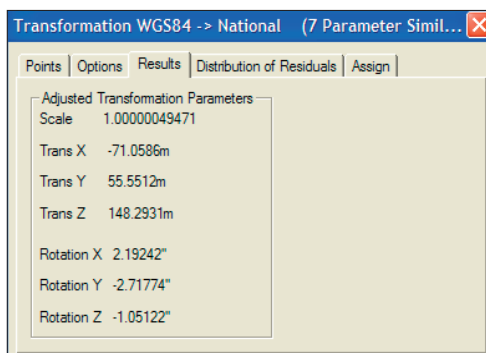 Transformation WGS84 -> National (7 Parameter Simil...
Points Options Results Distribution of Residuals Assign
Adjusted Transformation Parameters
Scale 1.00000049471
Trans X -71.0586m
Trans Y 55.5512m
Trans Z 148.2931m
Rotation X 2.19242"
Rotation Y -2.71774"
Rotation Z -1.05122"